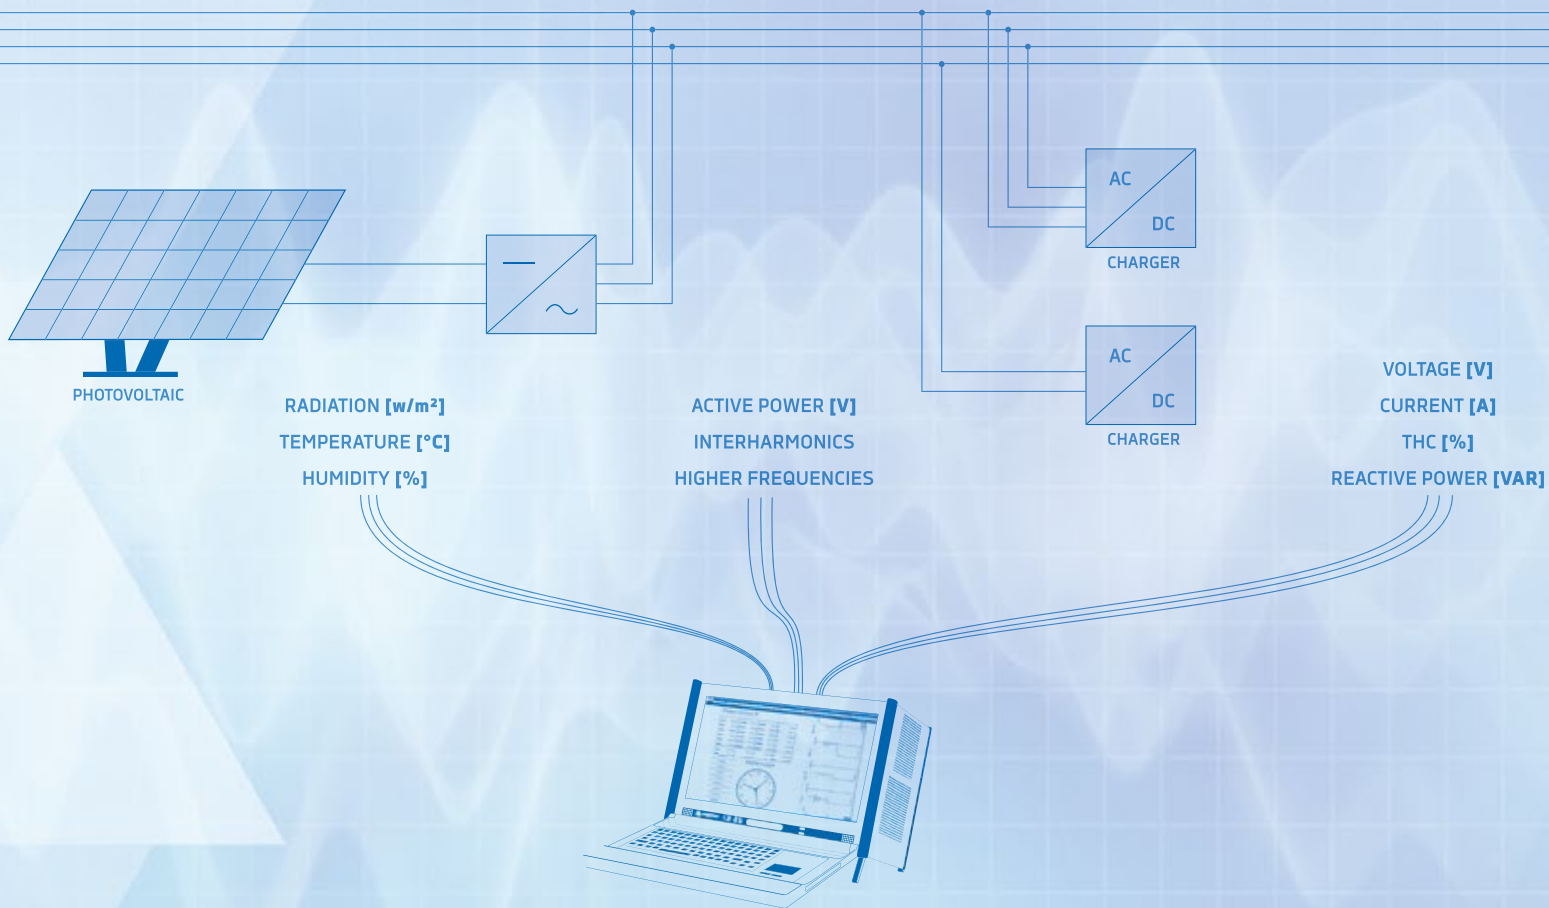 AC
DC
CHARGER
AC
DC
CHARGER
PHOTOVOLTAIC
RADIATION [w/m²]
TEMPERATURE [°C]
HUMIDITY [%]
ACTIVE POWER [V]
INTERHARMONICS
HIGHER FREQUENCIES
VOLTAGE [V]
CURRENT [A]
THC [%]
REACTIVE POWER [VAR]